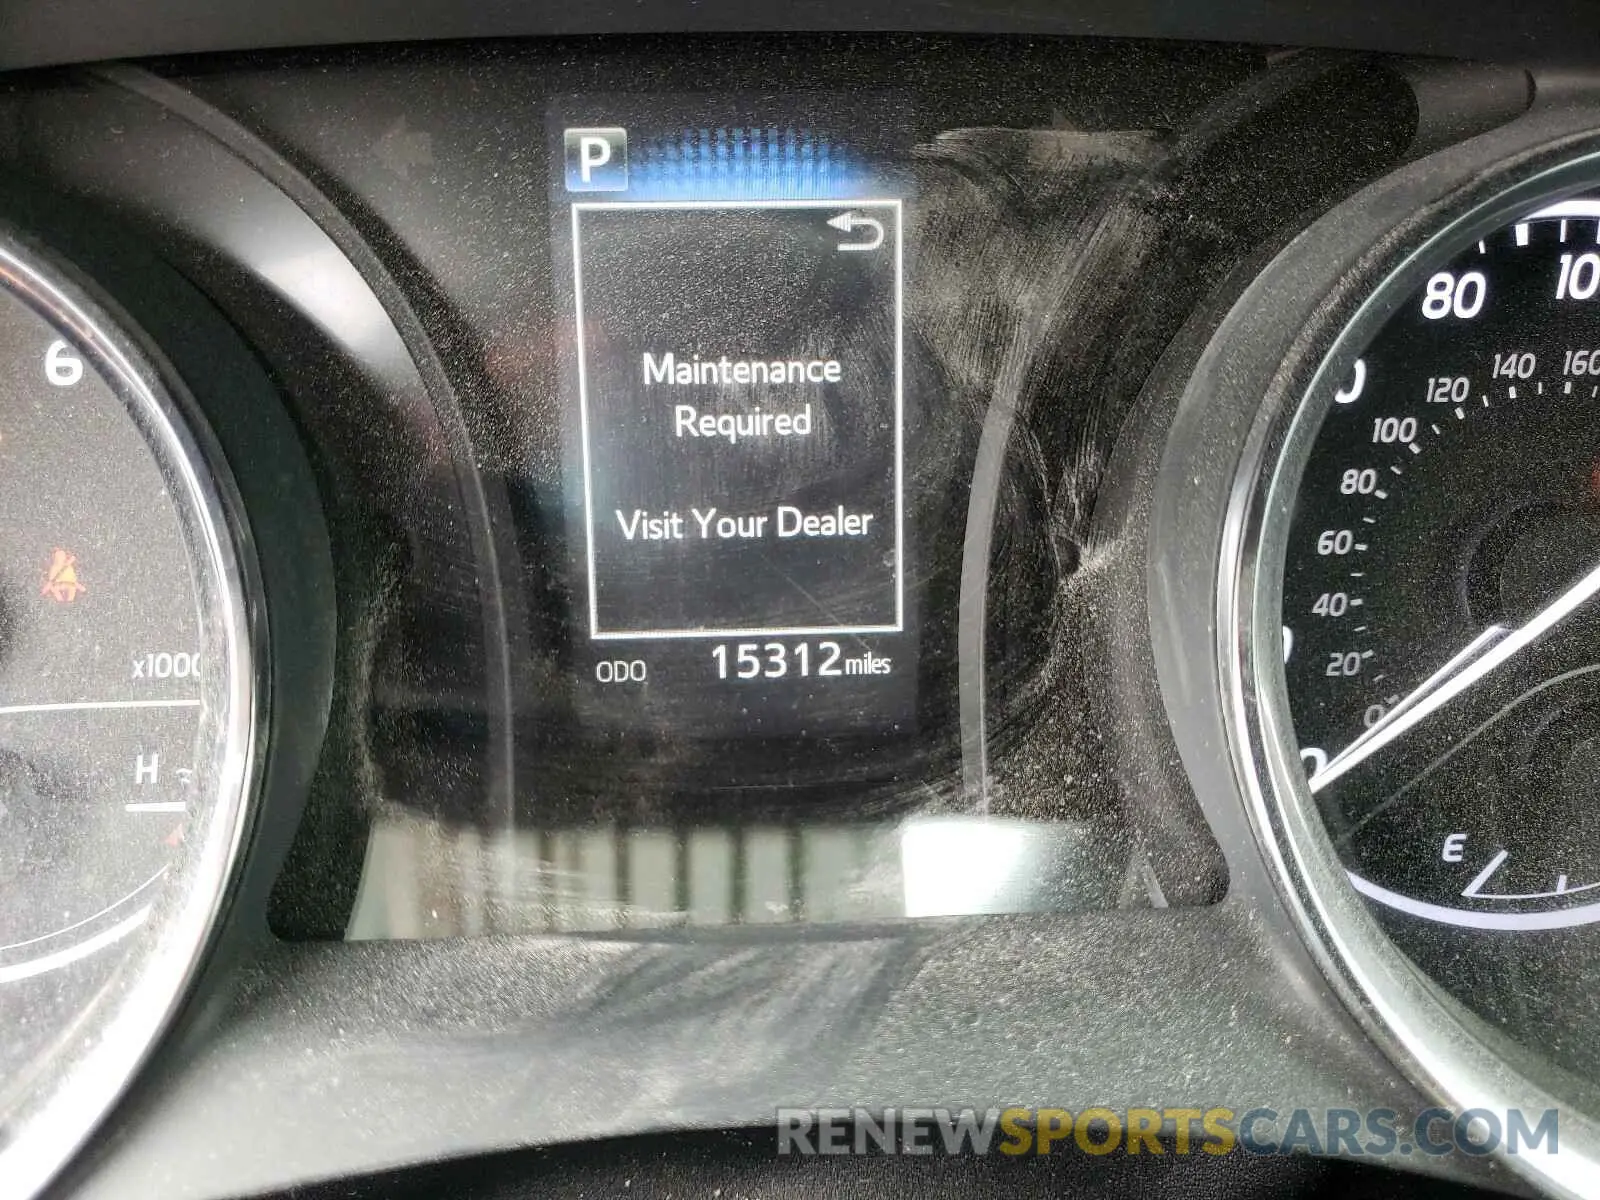 P
Maintenance
Required
Visit Your Dealer
ODO 15312 miles
6
x1000
H
80
100
120
140
160
80
60
40
20
0
E
RENEWSPORTSCARS.COM